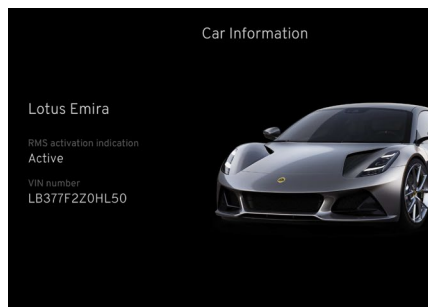 Car Information
Lotus Emira
RMS activation indication
Active
VIN number
LB377F2Z0HL50